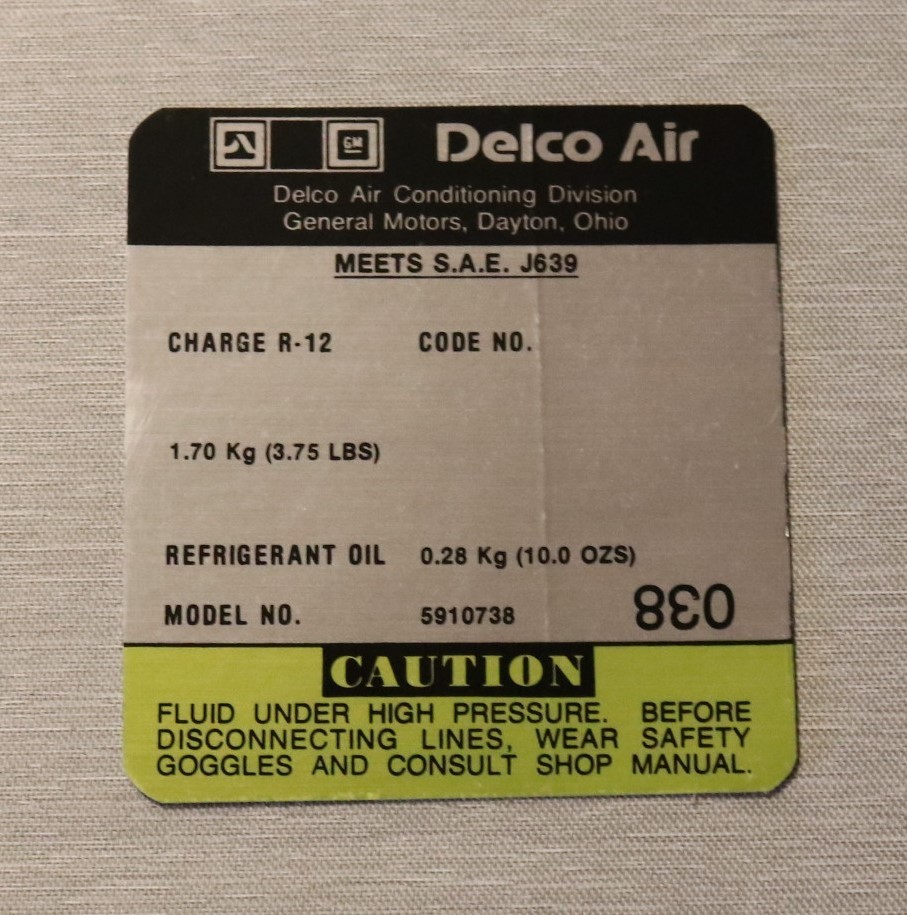 GM
Delco Air
Delco Air Conditioning Division
General Motors, Dayton, Ohio
MEETS S.A.E. J639
CHARGE R-12 CODE NO.
1.70 Kg (3.75 LBS)
REFRIGERANT OIL 0.28 Kg (10.0 OZS)
MODEL NO. 5910738
038
CAUTION
FLUID UNDER HIGH PRESSURE. BEFORE
DISCONNECTING LINES, WEAR SAFETY
GOGGLES AND CONSULT SHOP MANUAL.